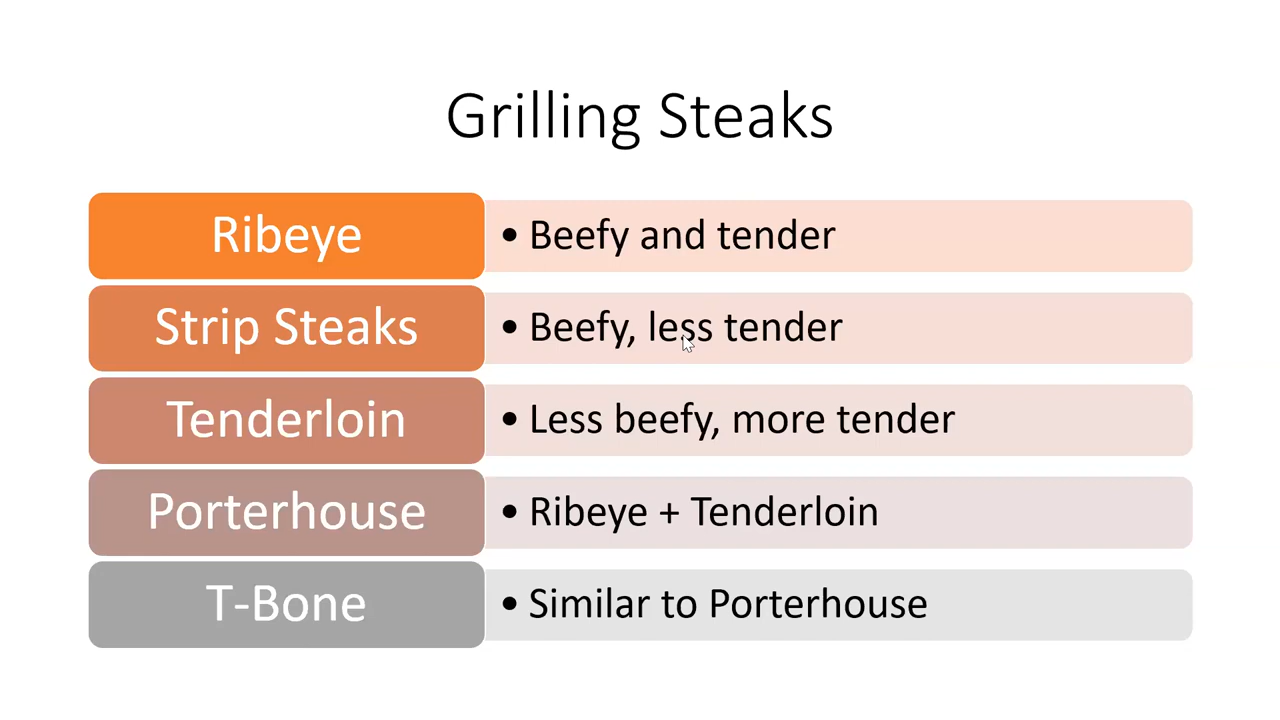 Grilling Steaks
Ribeye
• Beefy and tender
Strip Steaks
• Beefy, less tender
Tenderloin
• Less beefy, more tender
Porterhouse
• Ribeye + Tenderloin
T-Bone
• Similar to Porterhouse